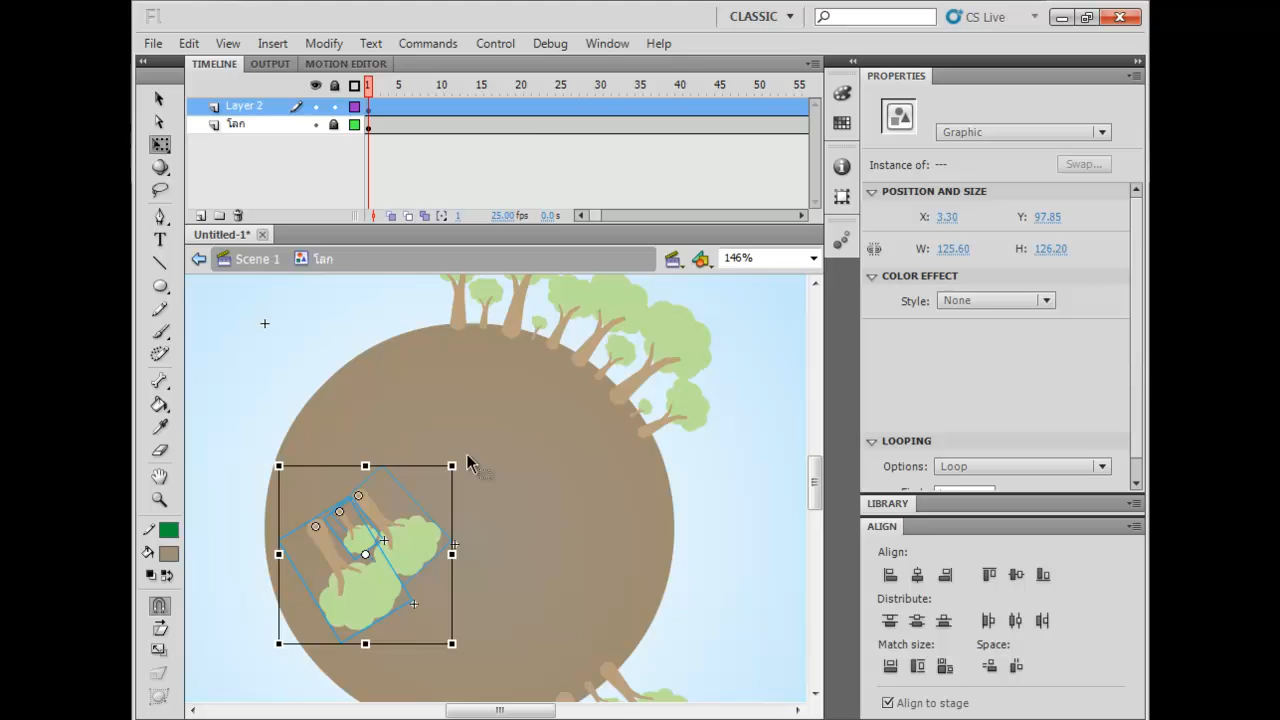 Fl
CLASSIC
CS Live
File Edit View Insert Modify Text Commands Control Debug Window Help
TIMELINE OUTPUT MOTION EDITOR
PROPERTIES
1 5 10 15 20 25 30 35 40 45 50 55
Layer 2
โลก
Graphic
Instance of: ---
Swap...
POSITION AND SIZE
X: 3.30 Y: 97.85
W: 125.60 H: 126.20
1 25.00 fps 0.0 s
Untitled-1*
Scene 1 โลก
146%
COLOR EFFECT
Style: None
LOOPING
Options: Loop
LIBRARY
ALIGN
Align:
Distribute:
Match size: Space:
Align to stage